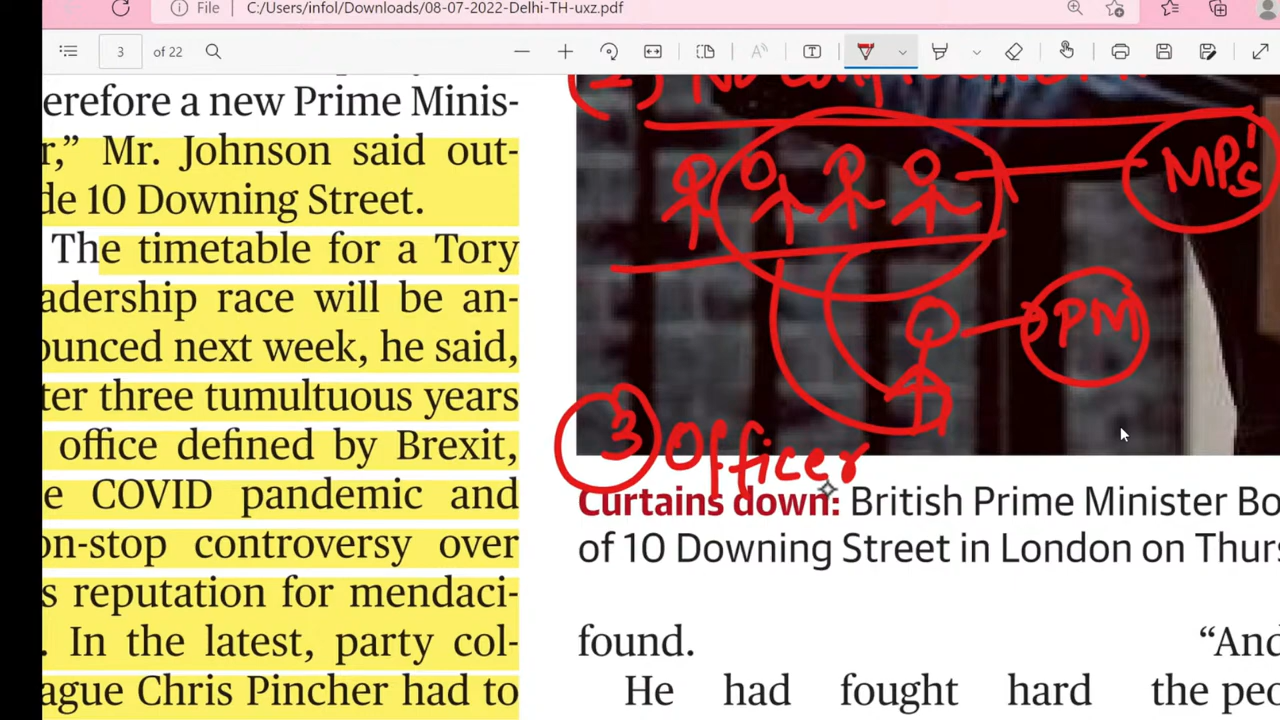 File C:/Users/infol/Downloads/08-07-2022-Delhi-TH-uxz.pdf
3 of 22
erefore a new Prime Minis-
r,” Mr. Johnson said out-
de 10 Downing Street.
The timetable for a Tory
adership race will be an-
ounced next week, he said,
ter three tumultuous years
office defined by Brexit,
e COVID pandemic and
on-stop controversy over
s reputation for mendaci-
. In the latest, party col-
ague Chris Pincher had to
MPs'
PM
3 Officer
Curtains down: British Prime Minister Bo
of 10 Downing Street in London on Thurs
found.
He had fought hard
“And
the peo